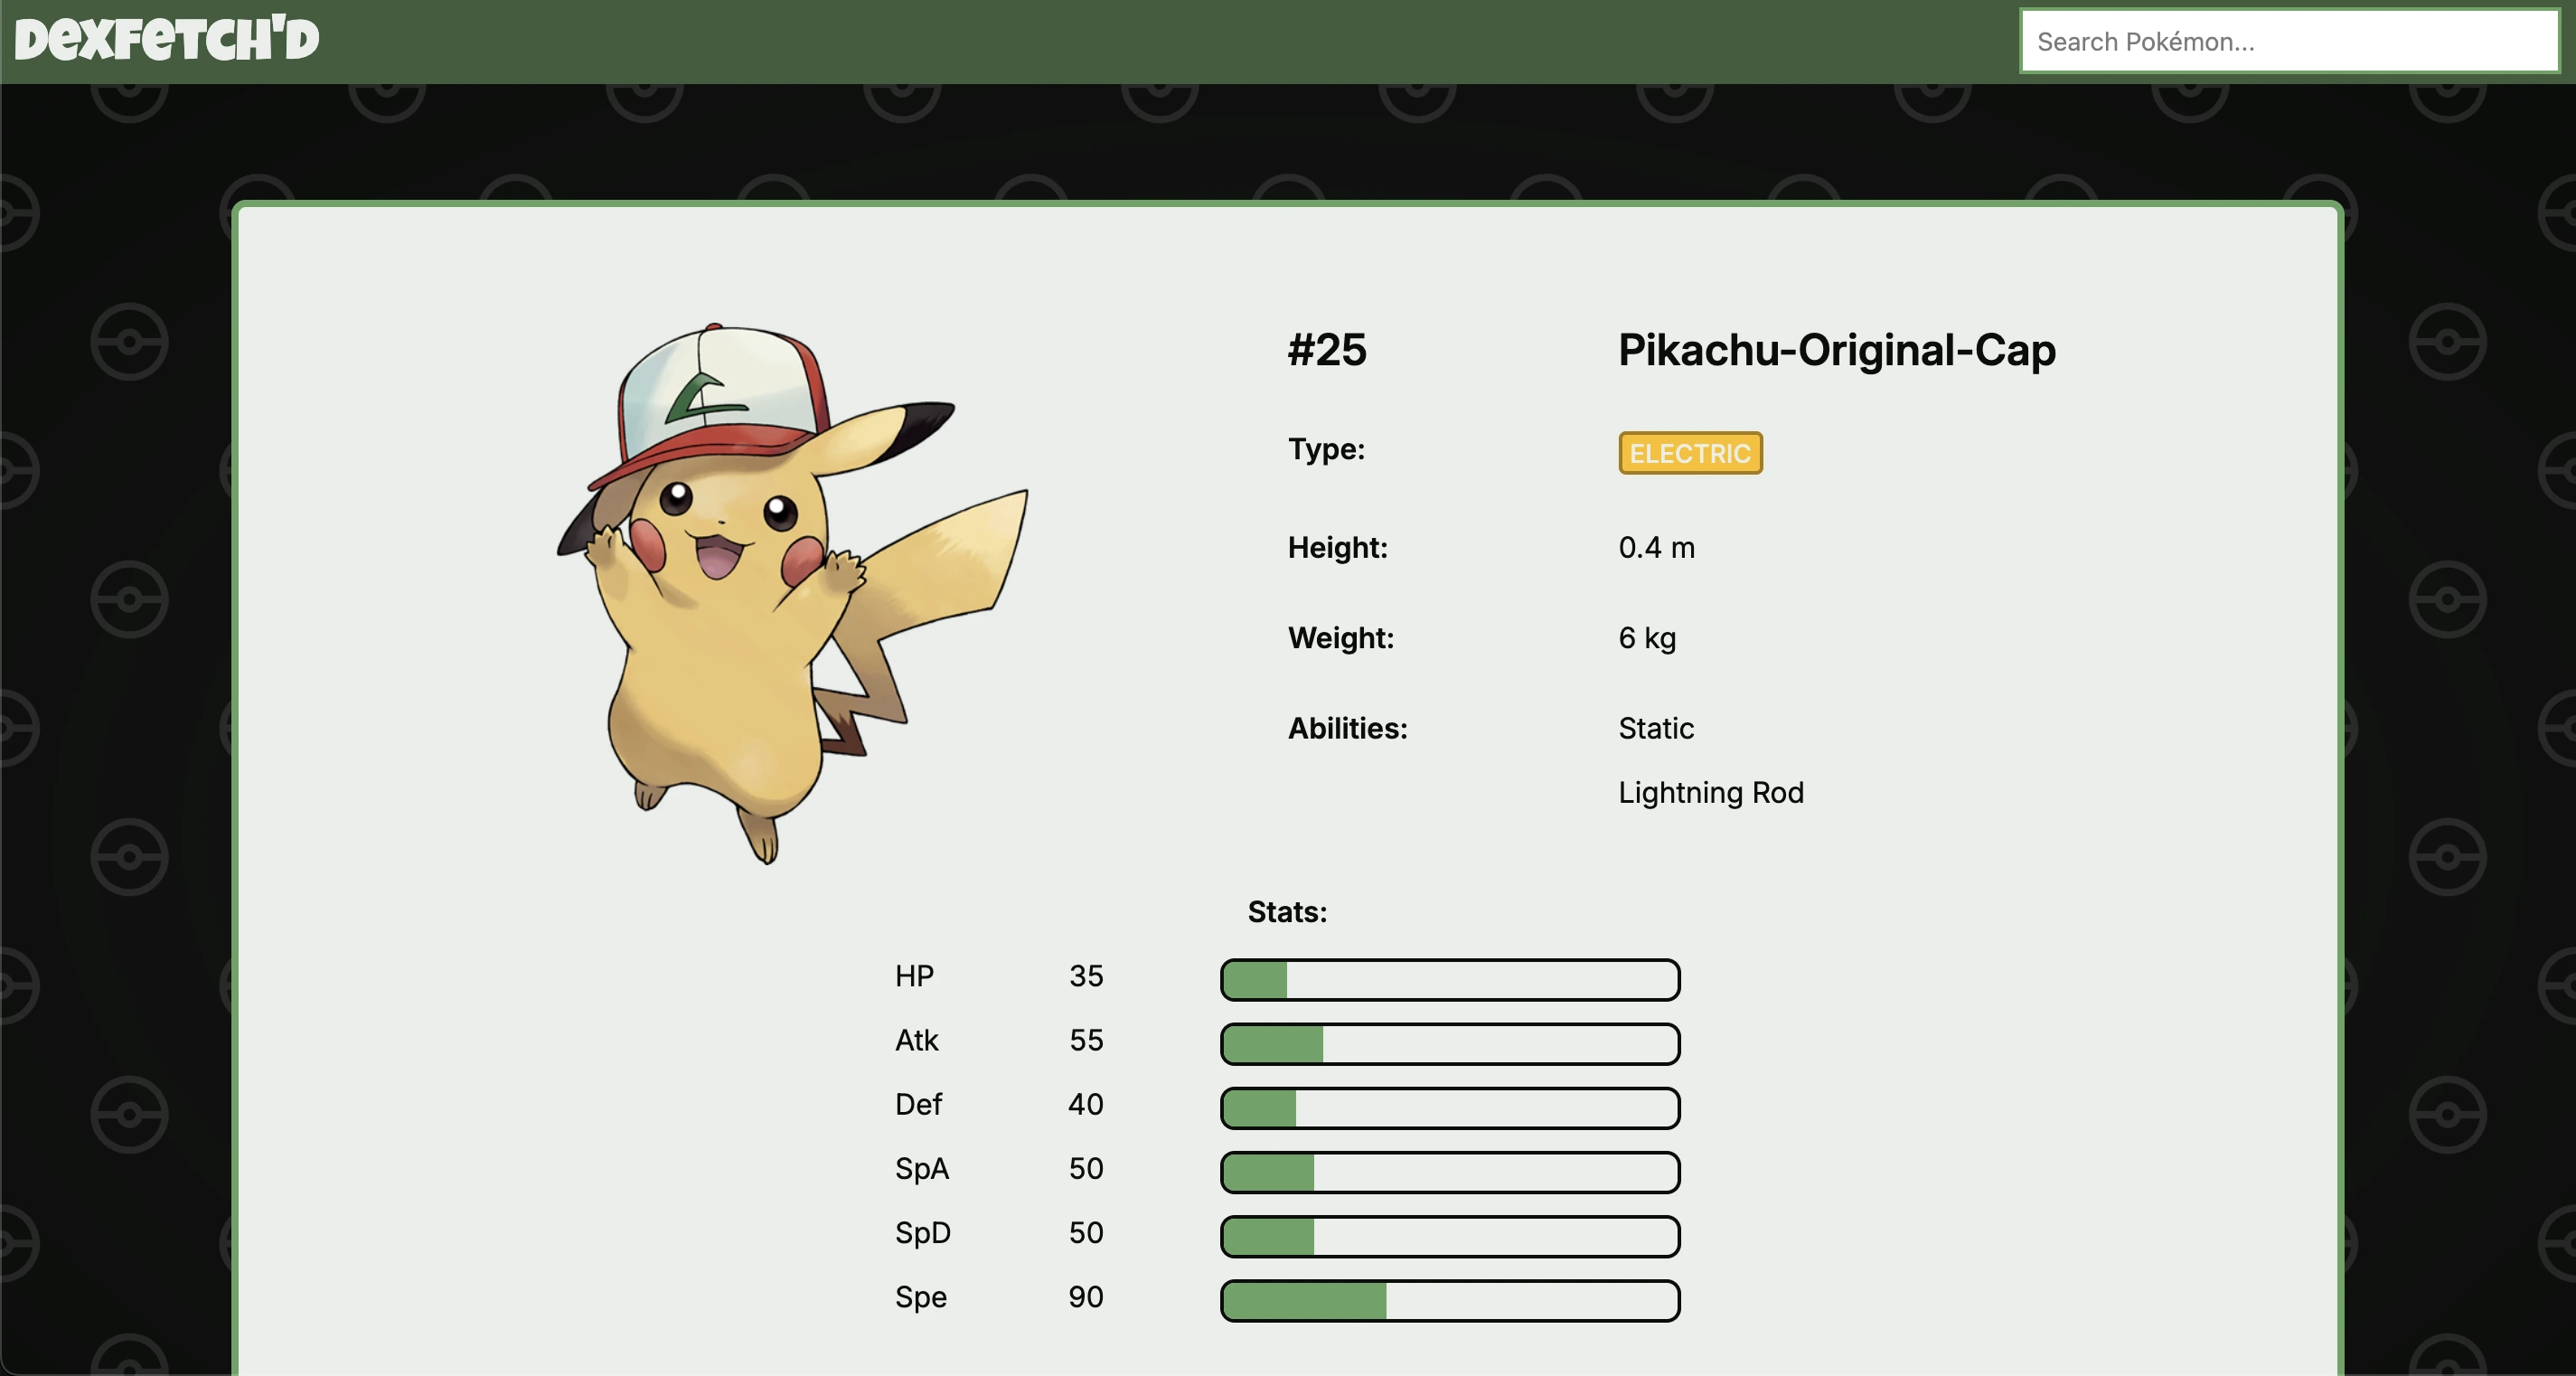 DexFetch'd
Search Pokémon...
#25 Pikachu-Original-Cap
Type: ELECTRIC
Height: 0.4 m
Weight: 6 kg
Abilities: Static
Lightning Rod
Stats:
HP 35
Atk 55
Def 40
SpA 50
SpD 50
Spe 90